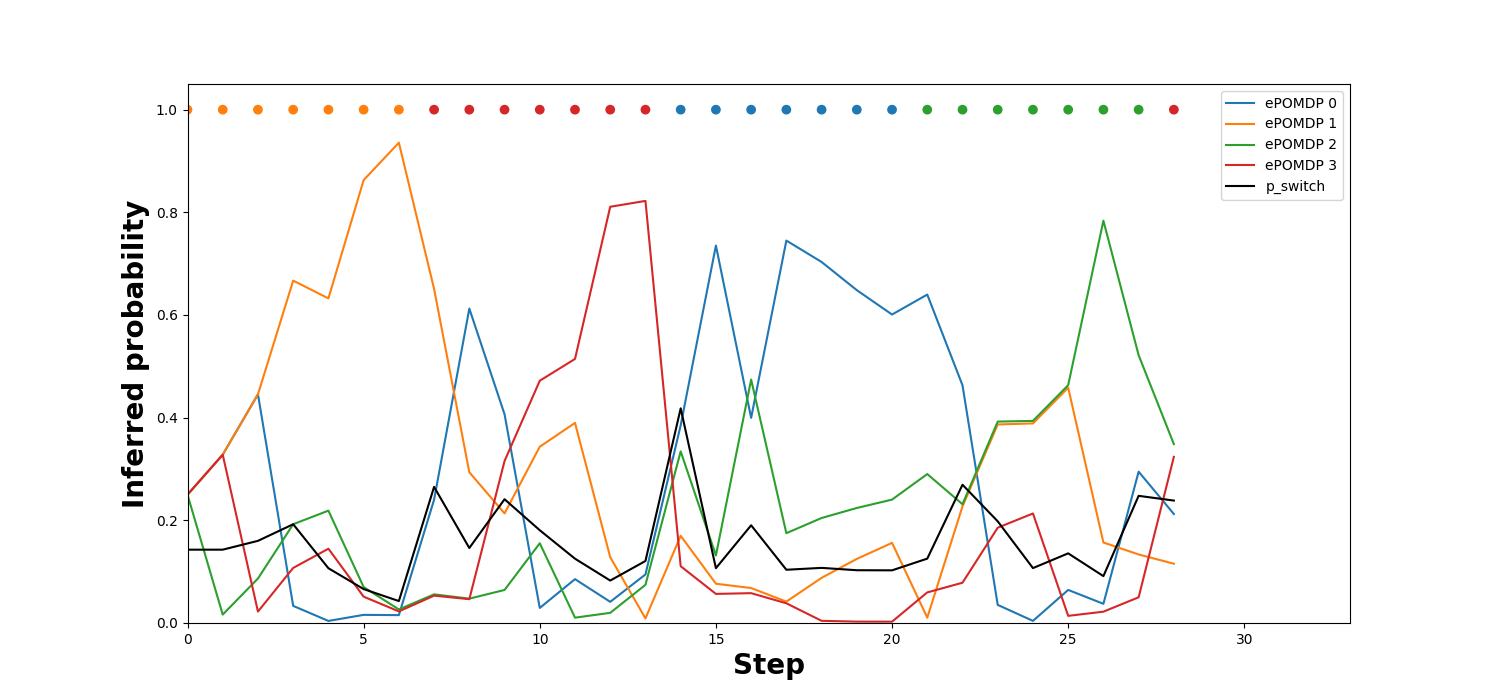 1.0
0.8
0.6
0.4
0.2
0.0
Inferred probability
ePOMDP 0
ePOMDP 1
ePOMDP 2
ePOMDP 3
p_switch
0 5 10 15 20 25 30
Step